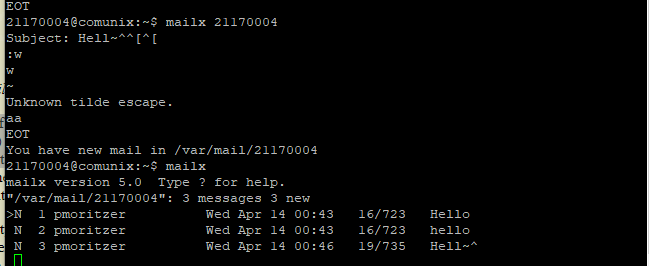 EOT
21170004@comunix:~$ mailx 21170004
Subject: Hell~^^[^[
:w
w
~
Unknown tilde escape.
aa
EOT
You have new mail in /var/mail/21170004
21170004@comunix:~$ mailx
mailx version 5.0  Type ? for help.
"/var/mail/21170004": 3 messages 3 new
>N  1 pmoritzer          Wed Apr 14 00:43   16/723   Hello
 N  2 pmoritzer          Wed Apr 14 00:43   16/723   hello
 N  3 pmoritzer          Wed Apr 14 00:46   19/735   Hell~^